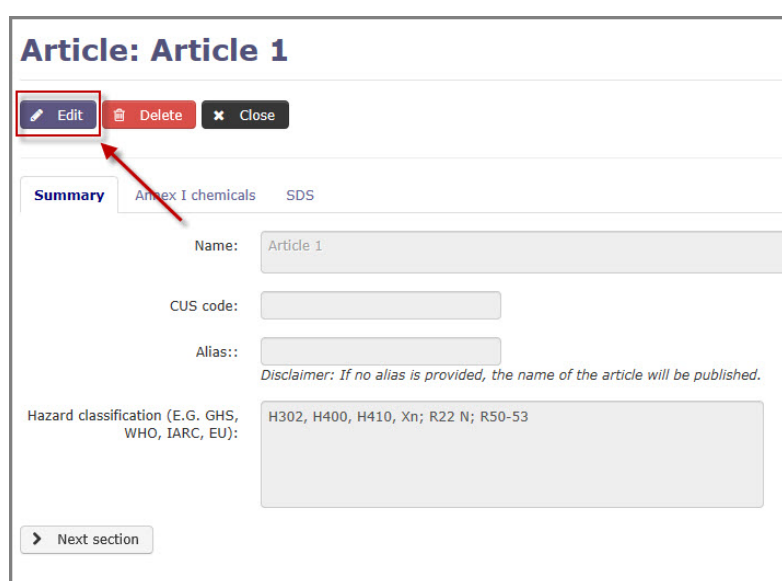 Article: Article 1
Edit Delete Close
Summary Annex I chemicals SDS
Name: Article 1
CUS code:
Alias::
Disclaimer: If no alias is provided, the name of the article will be published.
Hazard classification (E.G. GHS, H302, H400, H410, Xn; R22 N; R50-53
WHO, IARC, EU):
Next section